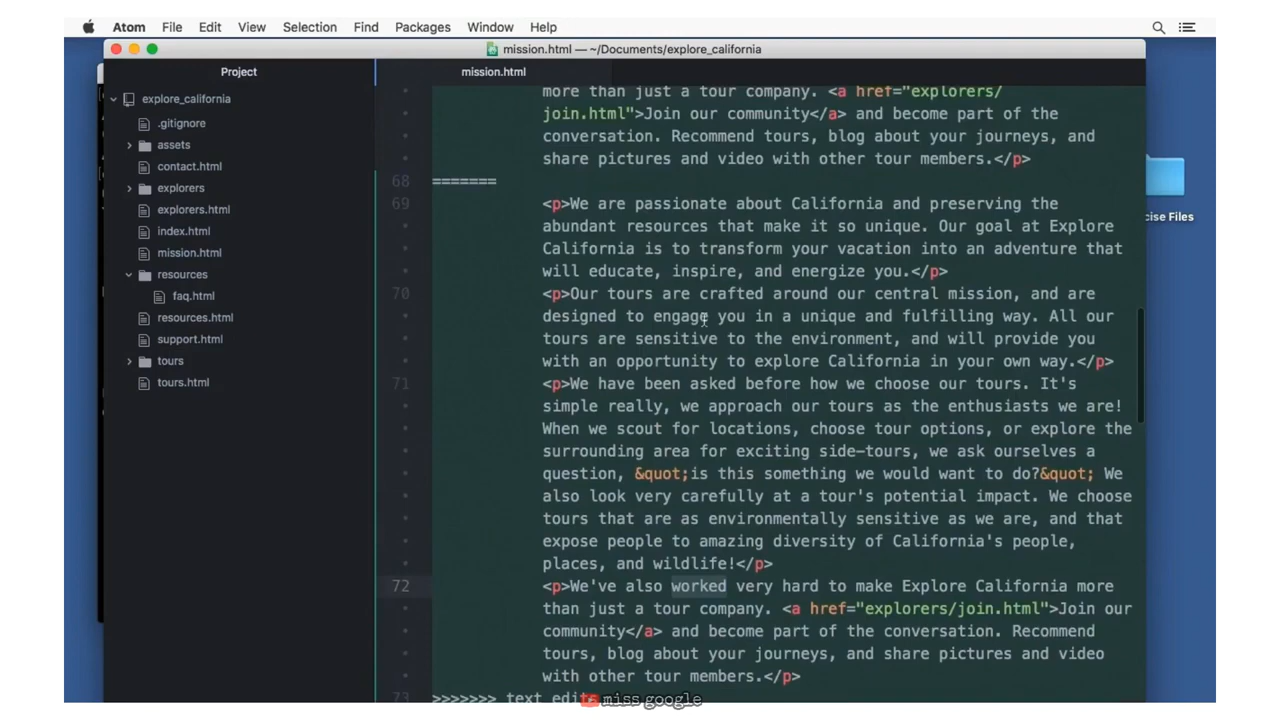 Atom File Edit View Selection Find Packages Window Help
mission.html — ~/Documents/explore_california
Project
mission.html
explore_california
.gitignore
assets
contact.html
explorers
explorers.html
index.html
mission.html
resources
faq.html
resources.html
support.html
tours
tours.html
more than just a tour company. <a href="explorers/
join.html">Join our community</a> and become part of the
conversation. Recommend tours, blog about your journeys, and
share pictures and video with other tour members.</p>
68 =======
69 <p>We are passionate about California and preserving the
abundant resources that make it so unique. Our goal at Explore
California is to transform your vacation into an adventure that
will educate, inspire, and energize you.</p>
70 <p>Our tours are crafted around our central mission, and are
designed to engage you in a unique and fulfilling way. All our
tours are sensitive to the environment, and will provide you
with an opportunity to explore California in your own way.</p>
71 <p>We have been asked before how we choose our tours. It's
simple really, we approach our tours as the enthusiasts we are!
When we scout for locations, choose tour options, or explore the
surrounding area for exciting side-tours, we ask ourselves a
question, &quot;is this something we would want to do?&quot; We
also look very carefully at a tour's potential impact. We choose
tours that are as environmentally sensitive as we are, and that
expose people to amazing diversity of California's people,
places, and wildlife!</p>
72 <p>We've also worked very hard to make Explore California more
than just a tour company. <a href="explorers/join.html">Join our
community</a> and become part of the conversation. Recommend
tours, blog about your journeys, and share pictures and video
with other tour members.</p>
73 >>>>>>> text edits
miss google
cise Files